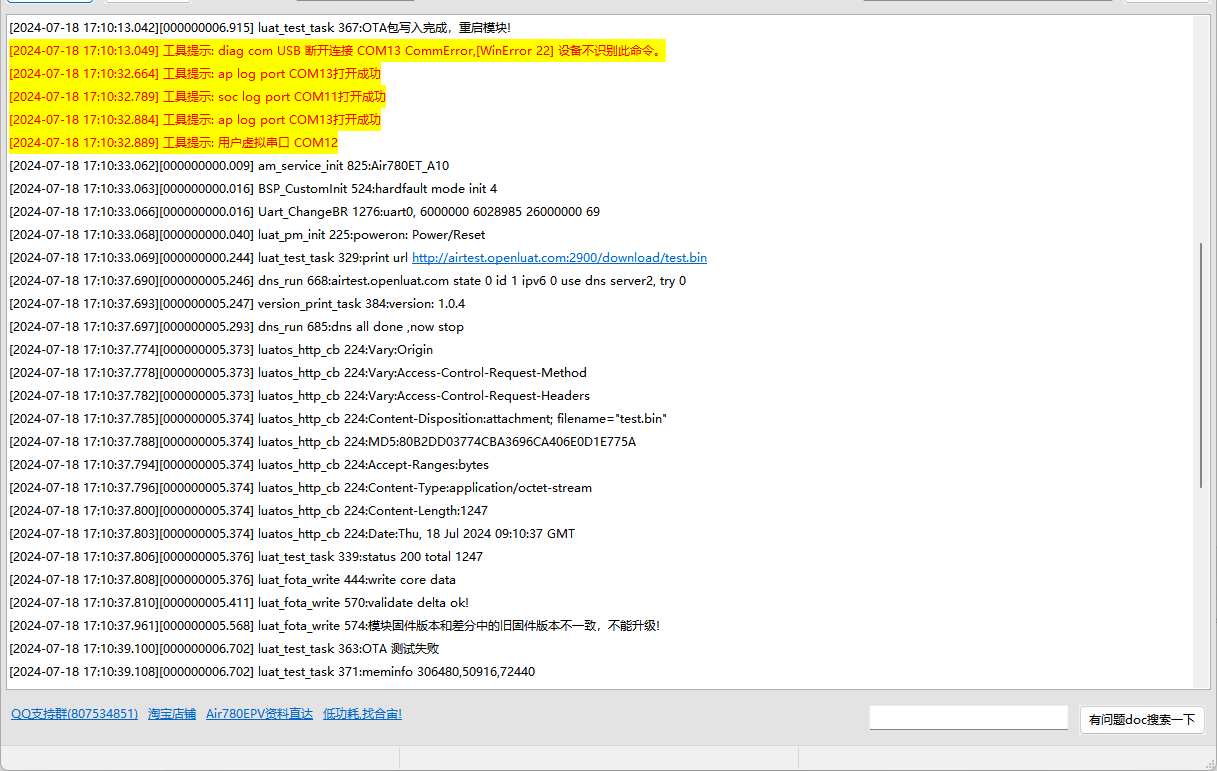 [2024-07-18 17:10:13.042][000000006.915] luat_test_task 367:OTA包写入完成，重启模块!
[2024-07-18 17:10:13.049] 工具提示: diag com USB 断开连接 COM13 CommError,[WinError 22] 设备不识别此命令。
[2024-07-18 17:10:32.664] 工具提示: ap log port COM13打开成功
[2024-07-18 17:10:32.789] 工具提示: soc log port COM11打开成功
[2024-07-18 17:10:32.884] 工具提示: ap log port COM13打开成功
[2024-07-18 17:10:32.889] 工具提示: 用户虚拟串口 COM12
[2024-07-18 17:10:33.062][000000000.009] am_service_init 825:Air780ET_A10
[2024-07-18 17:10:33.063][000000000.016] BSP_CustomInit 524:hardfault mode init 4
[2024-07-18 17:10:33.066][000000000.016] Uart_ChangeBR 1276:uart0, 6000000 6028985 26000000 69
[2024-07-18 17:10:33.068][000000000.040] luat_pm_init 225:poweron: Power/Reset
[2024-07-18 17:10:33.069][000000000.244] luat_test_task 329:print url http://airtest.openluat.com:2900/download/test.bin
[2024-07-18 17:10:37.690][000000005.246] dns_run 668:airtest.openluat.com state 0 id 1 ipv6 0 use dns server2, try 0
[2024-07-18 17:10:37.693][000000005.247] version_print_task 384:version: 1.0.4
[2024-07-18 17:10:37.697][000000005.293] dns_run 685:dns all done ,now stop
[2024-07-18 17:10:37.774][000000005.373] luatos_http_cb 224:Vary:Origin
[2024-07-18 17:10:37.778][000000005.373] luatos_http_cb 224:Vary:Access-Control-Request-Method
[2024-07-18 17:10:37.782][000000005.373] luatos_http_cb 224:Vary:Access-Control-Request-Headers
[2024-07-18 17:10:37.785][000000005.374] luatos_http_cb 224:Content-Disposition:attachment; filename="test.bin"
[2024-07-18 17:10:37.788][000000005.374] luatos_http_cb 224:MD5:80B2DD03774CBA3696CA406E0D1E775A
[2024-07-18 17:10:37.794][000000005.374] luatos_http_cb 224:Accept-Ranges:bytes
[2024-07-18 17:10:37.796][000000005.374] luatos_http_cb 224:Content-Type:application/octet-stream
[2024-07-18 17:10:37.800][000000005.374] luatos_http_cb 224:Content-Length:1247
[2024-07-18 17:10:37.803][000000005.374] luatos_http_cb 224:Date:Thu, 18 Jul 2024 09:10:37 GMT
[2024-07-18 17:10:37.806][000000005.376] luat_test_task 339:status 200 total 1247
[2024-07-18 17:10:37.808][000000005.376] luat_fota_write 444:write core data
[2024-07-18 17:10:37.810][000000005.411] luat_fota_write 570:validate delta ok!
[2024-07-18 17:10:37.961][000000005.568] luat_fota_write 574:模块固件版本和差分中的旧固件版本不一致，不能升级!
[2024-07-18 17:10:39.100][000000006.702] luat_test_task 363:OTA 测试失败
[2024-07-18 17:10:39.108][000000006.702] luat_test_task 371:meminfo 306480,50916,72440
QQ支持群(807534851) 淘宝店铺 Air780EPV资料直达 低功耗,找合宙! 有问题doc搜索一下